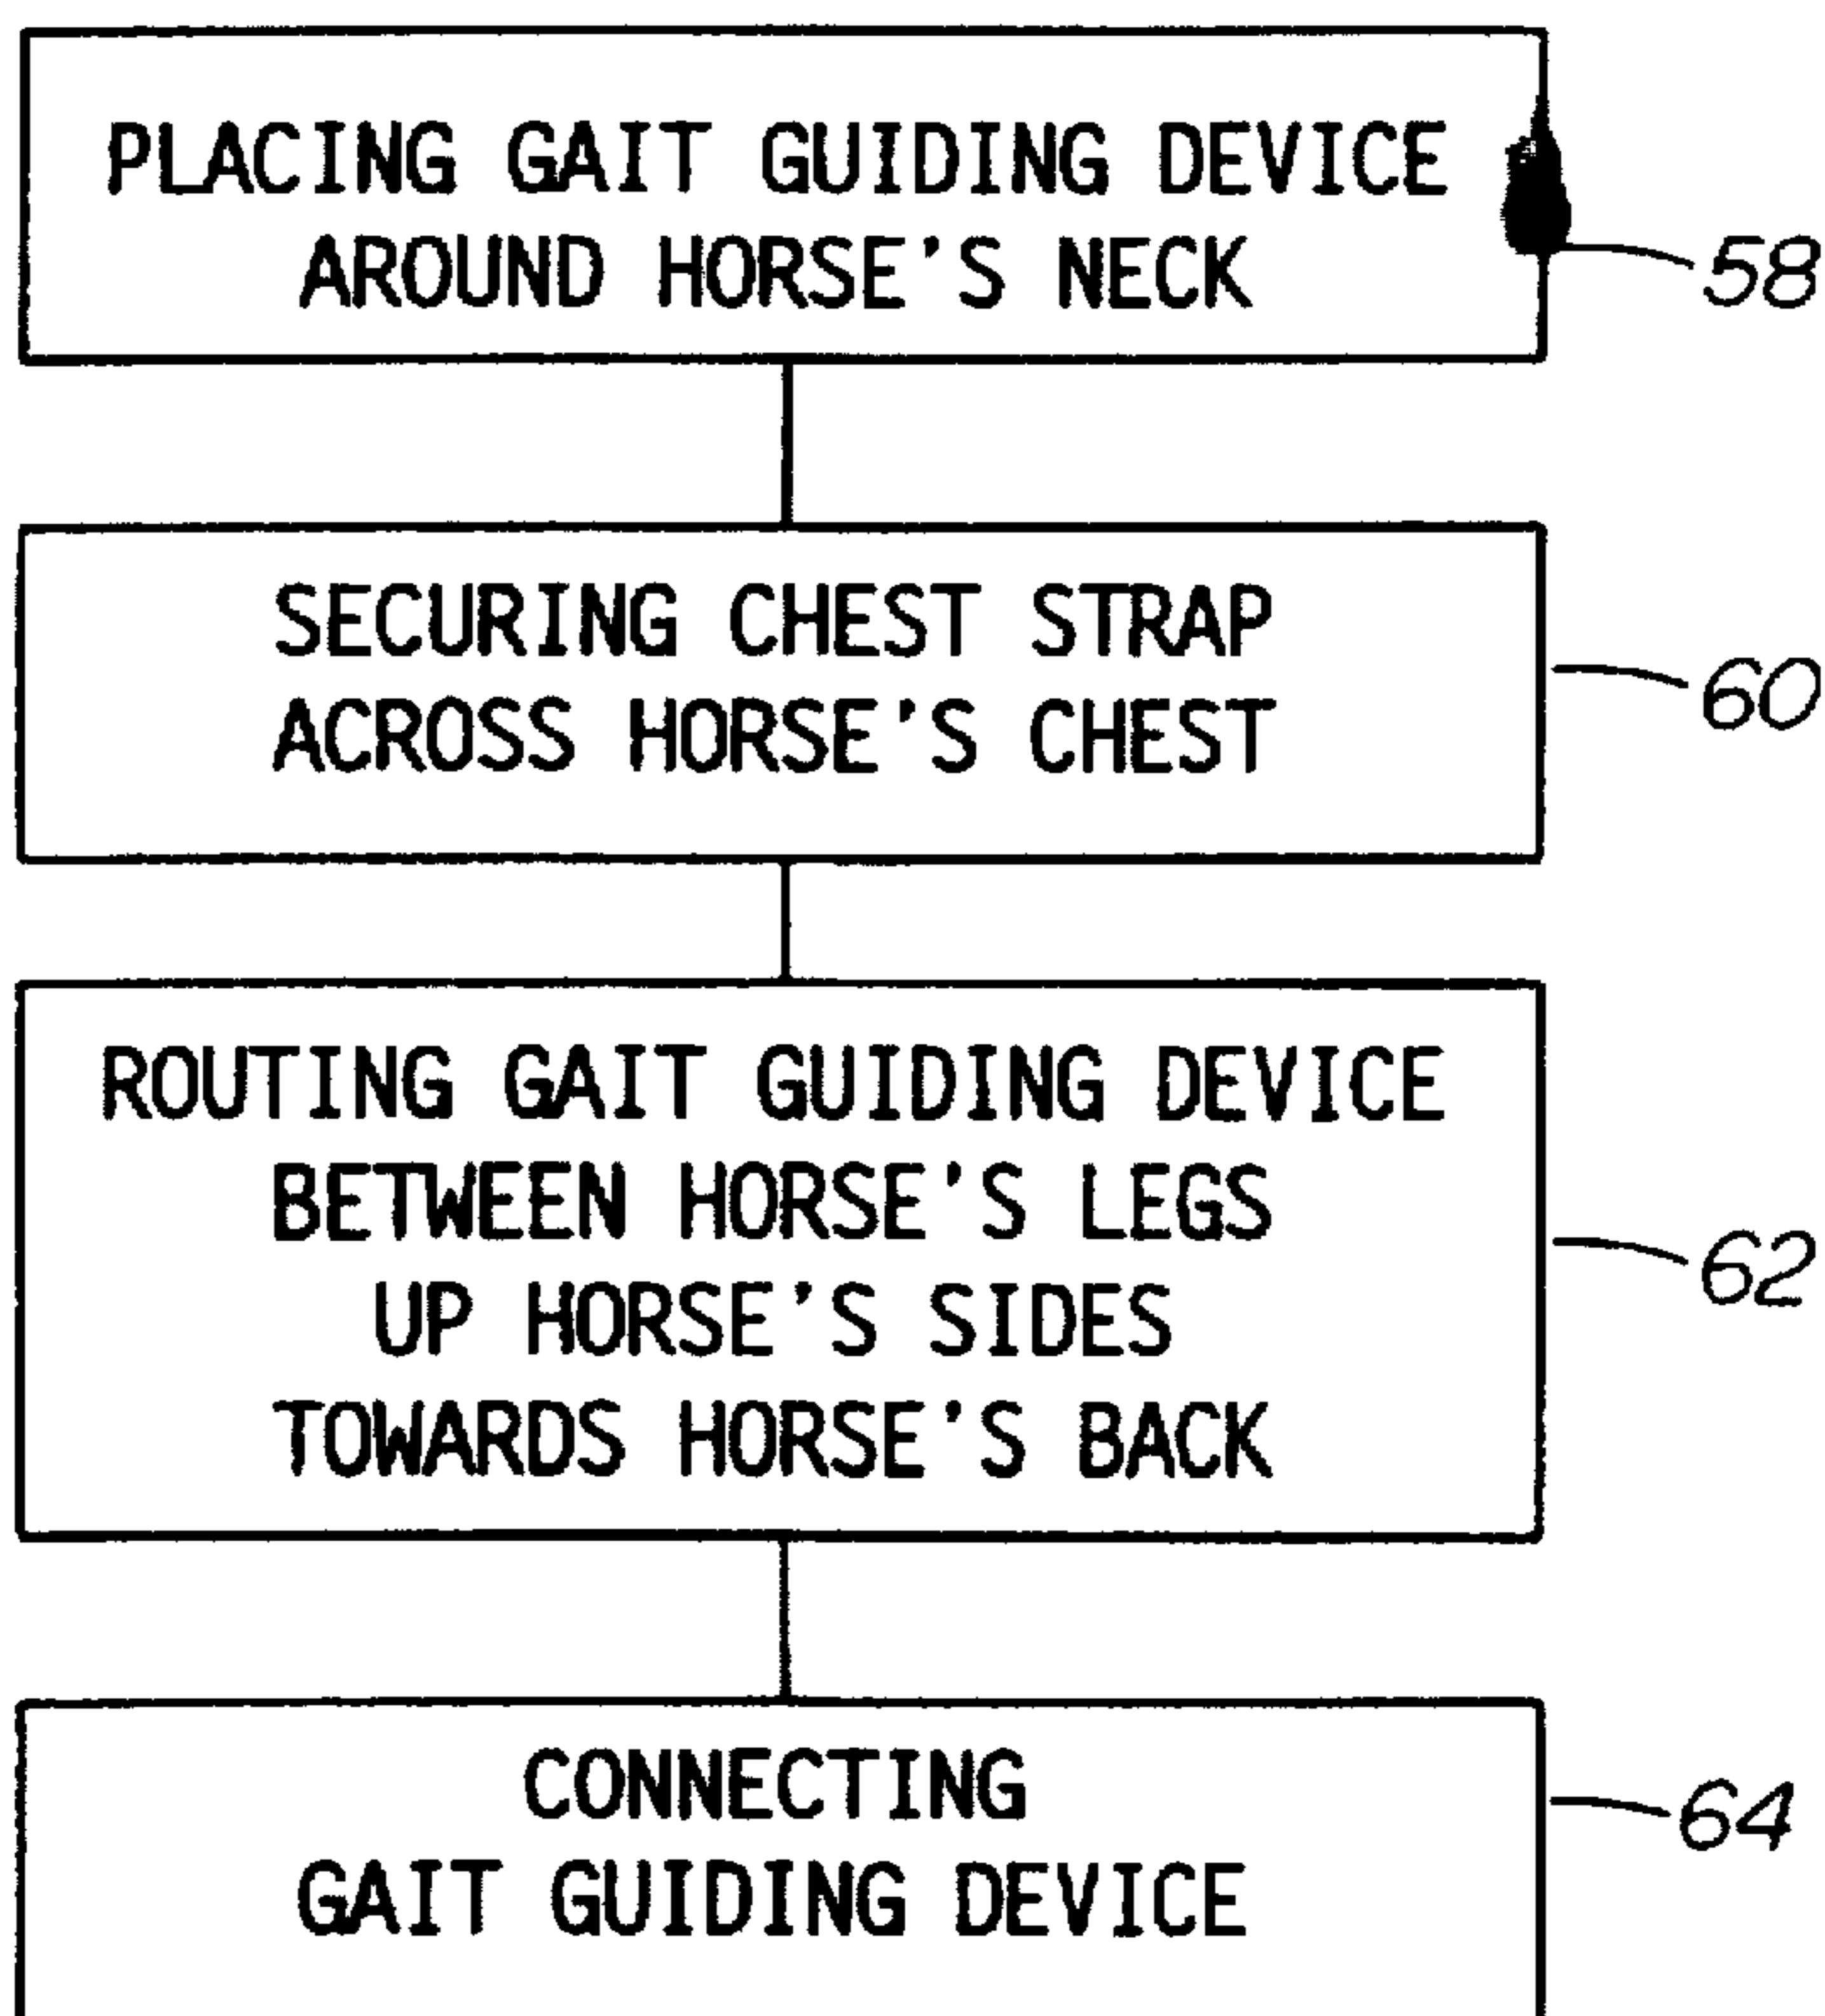 PLACING GAIT GUIDING DEVICE
AROUND HORSE'S NECK
58
SECURING CHEST STRAP
ACROSS HORSE'S CHEST
60
ROUTING GAIT GUIDING DEVICE
BETWEEN HORSE'S LEGS
UP HORSE'S SIDES
TOWARDS HORSE'S BACK
62
CONNECTING
GAIT GUIDING DEVICE
64